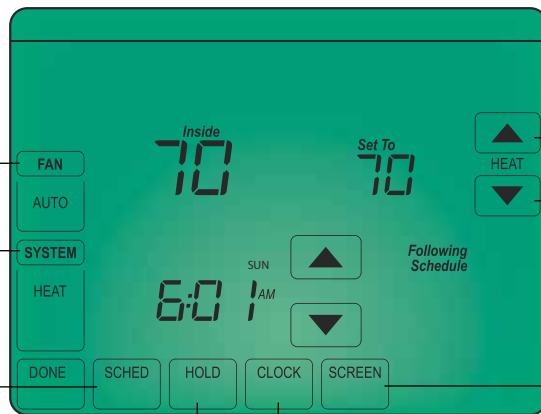 Inside
Set To
70
70
FAN
HEAT
AUTO
SYSTEM
Following
Schedule
SUN
HEAT
6:01 AM
DONE SCHED HOLD CLOCK SCREEN